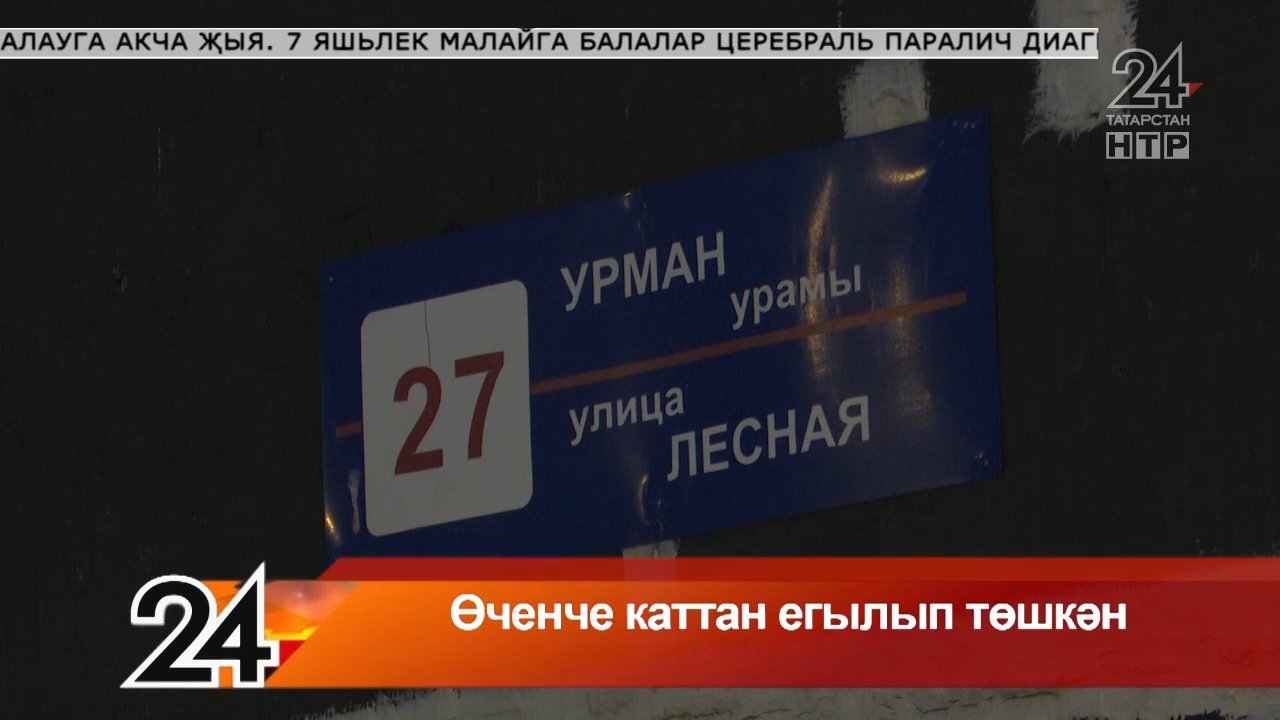 АЛАУГА АКЧА ҖЫЯ. 7 ЯШЬЛЕК МАЛАЙГА БАЛАЛАР ЦЕРЕБРАЛЬ ПАРАЛИЧ ДИАГ
24
ТАТАРСТАН
НТР
УРМАН
урамы
27
улица
ЛЕСНАЯ
24
Өченче каттан егылып төшкән